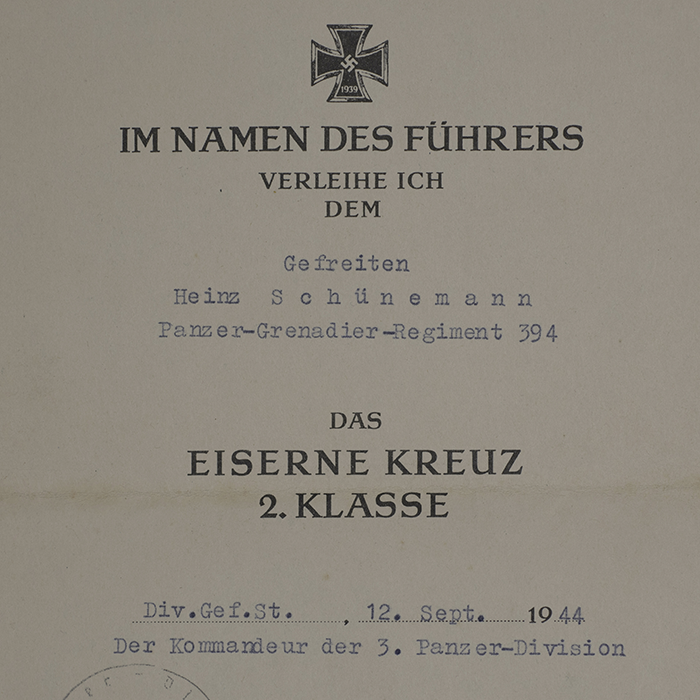 1939
IM NAMEN DES FÜHRERS
VERLEIHE ICH
DEM
Gefreiten
Heinz Schünemann
Panzer-Grenadier-Regiment 394
DAS
EISERNE KREUZ
2. KLASSE
Div.Gef.St. , 12. Sept. 1944
Der Kommandeur der 3. Panzer-Division